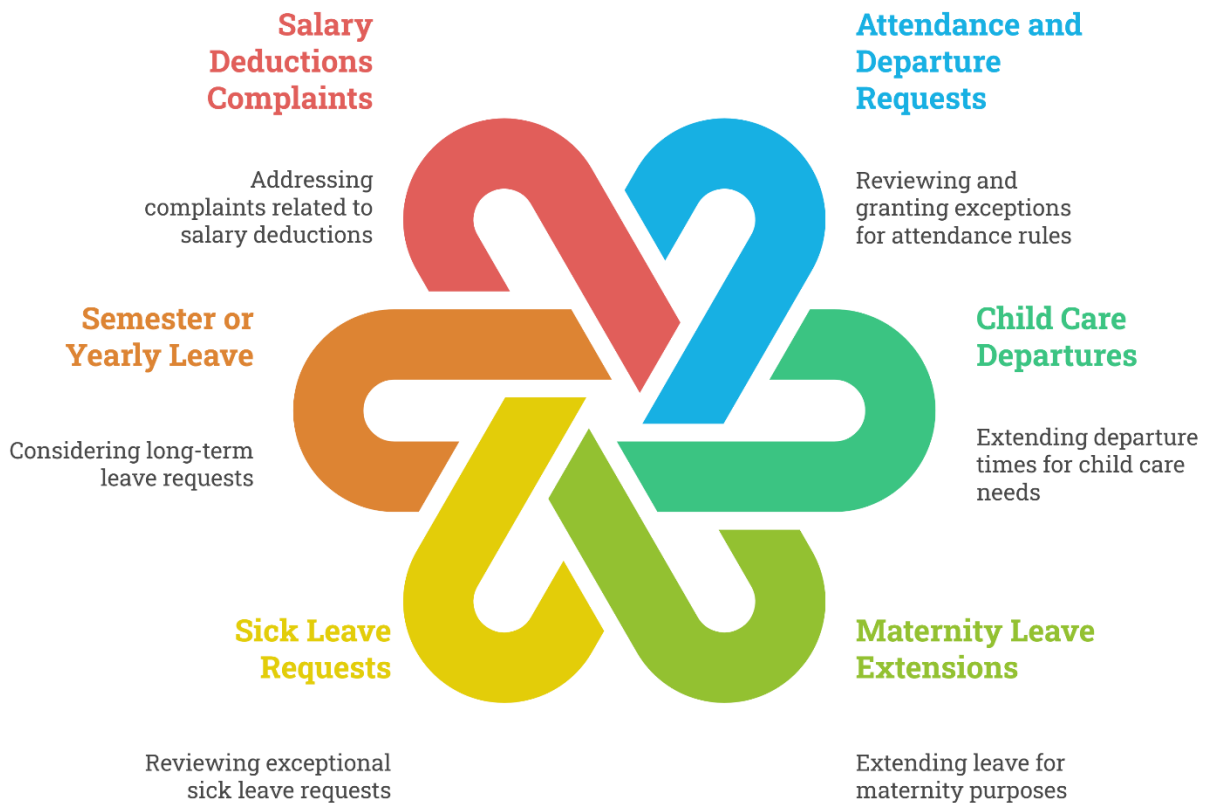 Salary
Deductions
Complaints
Addressing
complaints related to
salary deductions
Attendance and
Departure
Requests
Reviewing and
granting exceptions
for attendance rules
Semester or
Yearly Leave
Considering long-term
leave requests
Child Care
Departures
Extending departure
times for child care
needs
Sick Leave
Requests
Reviewing exceptional
sick leave requests
Maternity Leave
Extensions
Extending leave for
maternity purposes